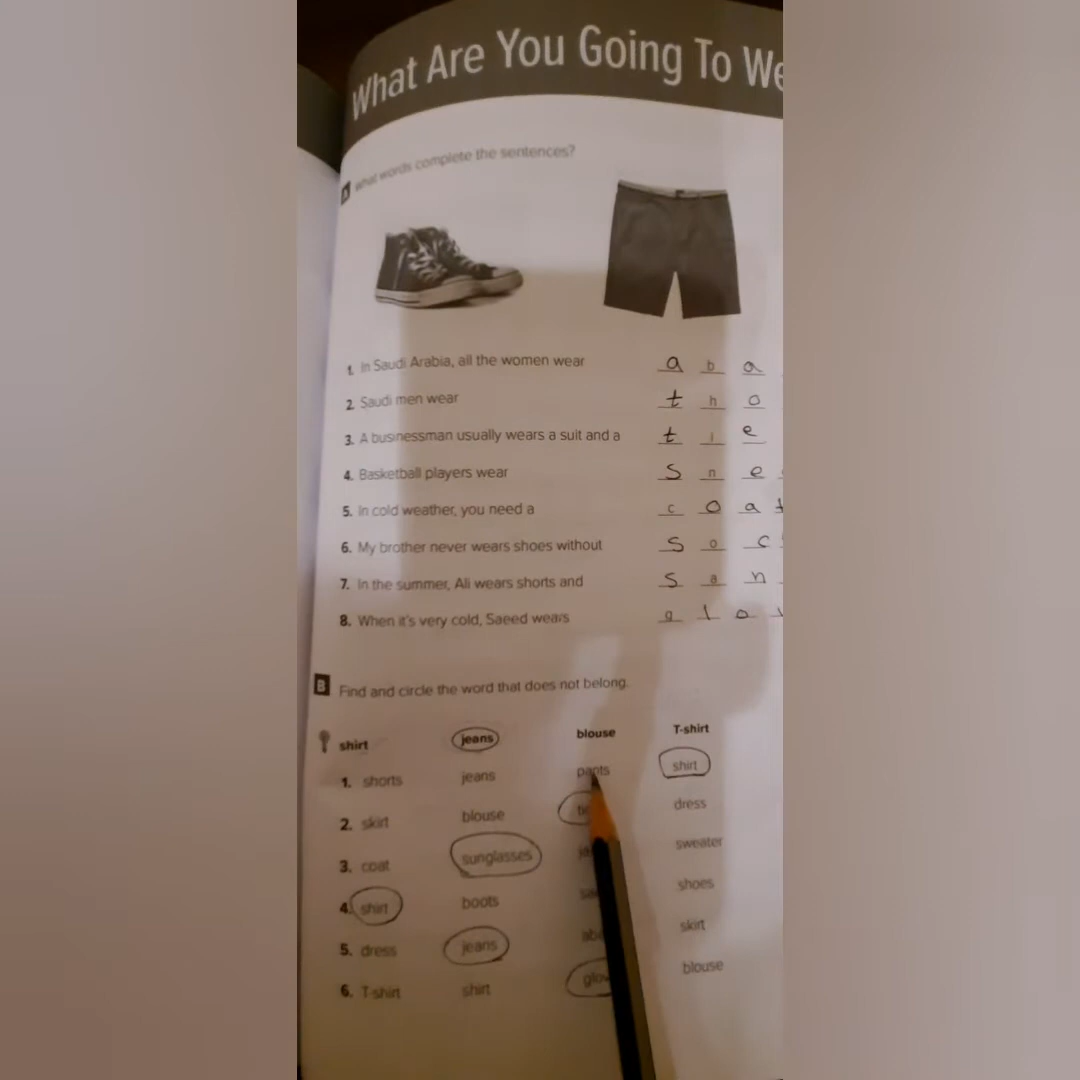 What Are You Going To We
A What words complete the sentences?
1. In Saudi Arabia, all the women wear a b a
2. Saudi men wear t h o
3. A businessman usually wears a suit and a t i e
4. Basketball players wear s n e
5. In cold weather, you need a c o a t
6. My brother never wears shoes without s o c
7. In the summer, Ali wears shorts and s a n
8. When it's very cold, Saeed wears g l o
B Find and circle the word that does not belong.
shirt jeans blouse T-shirt
1. shorts jeans pants shirt
2. skirt blouse dress
3. coat sunglasses sweater
4. shirt boots shoes
5. dress jeans skirt
6. T-shirt shirt blouse